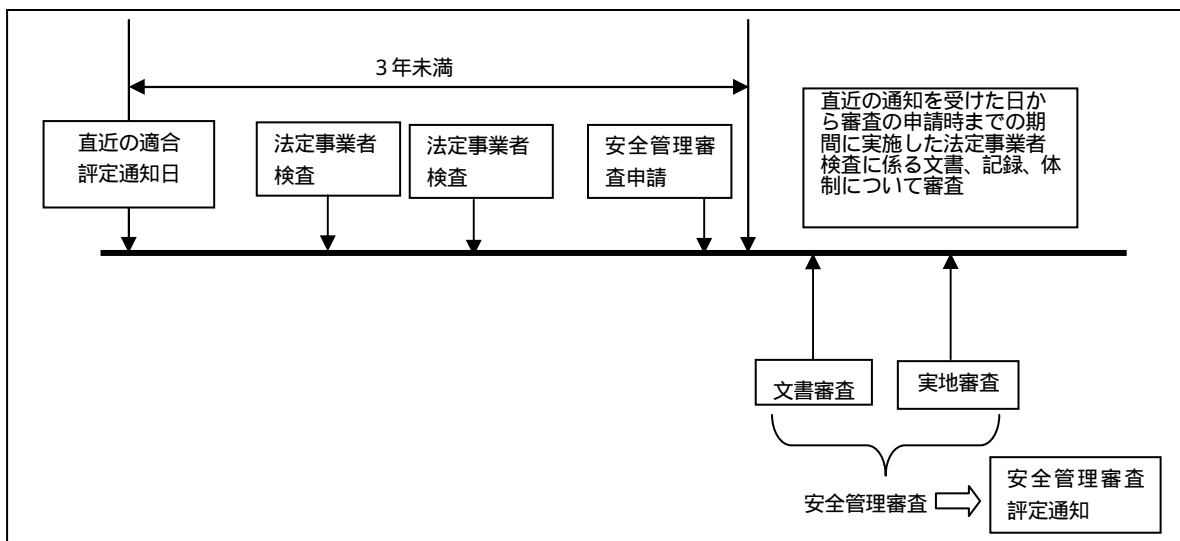 ３年未満
直近の適合
評定通知日
法定事業者
検査
法定事業者
検査
安全管理審
査申請
直近の通知を受けた日か
ら審査の申請時までの期
間に実施した法定事業者
検査に係る文書、記録、体
制について審査
文書審査
実地審査
安全管理審査
安全管理審査
評定通知